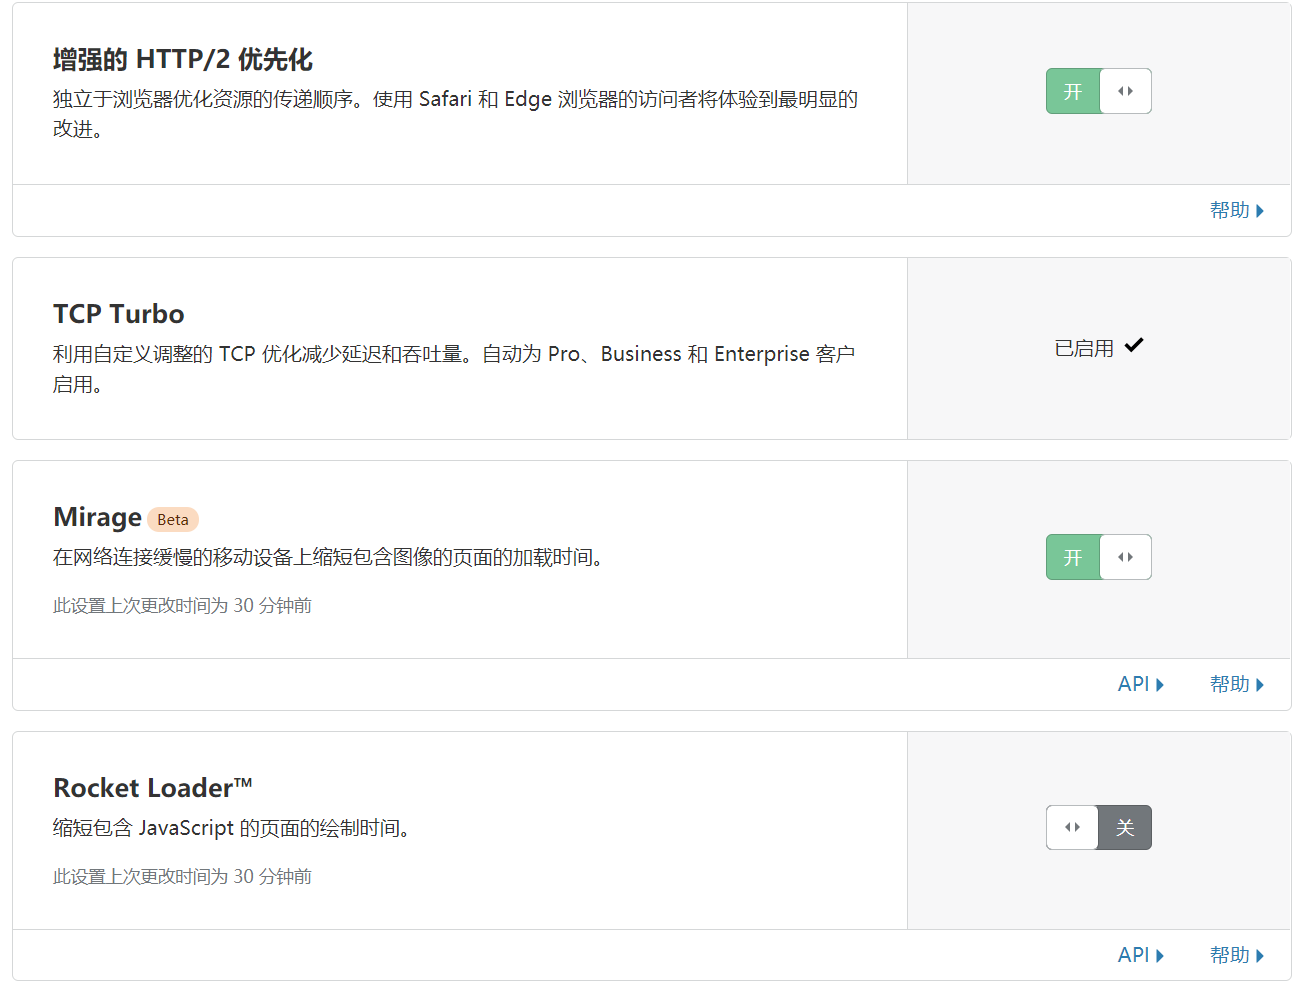 增强的 HTTP/2 优先化
独立于浏览器优化资源的传递顺序。使用 Safari 和 Edge 浏览器的访问者将体验到最明显的
改进。
开
帮助
TCP Turbo
利用自定义调整的 TCP 优化减少延迟和吞吐量。自动为 Pro、Business 和 Enterprise 客户
启用。
已启用
Mirage Beta
在网络连接缓慢的移动设备上缩短包含图像的页面的加载时间。
此设置上次更改时间为 30 分钟前
开
API 帮助
Rocket Loader™
缩短包含 JavaScript 的页面的绘制时间。
此设置上次更改时间为 30 分钟前
关
API 帮助